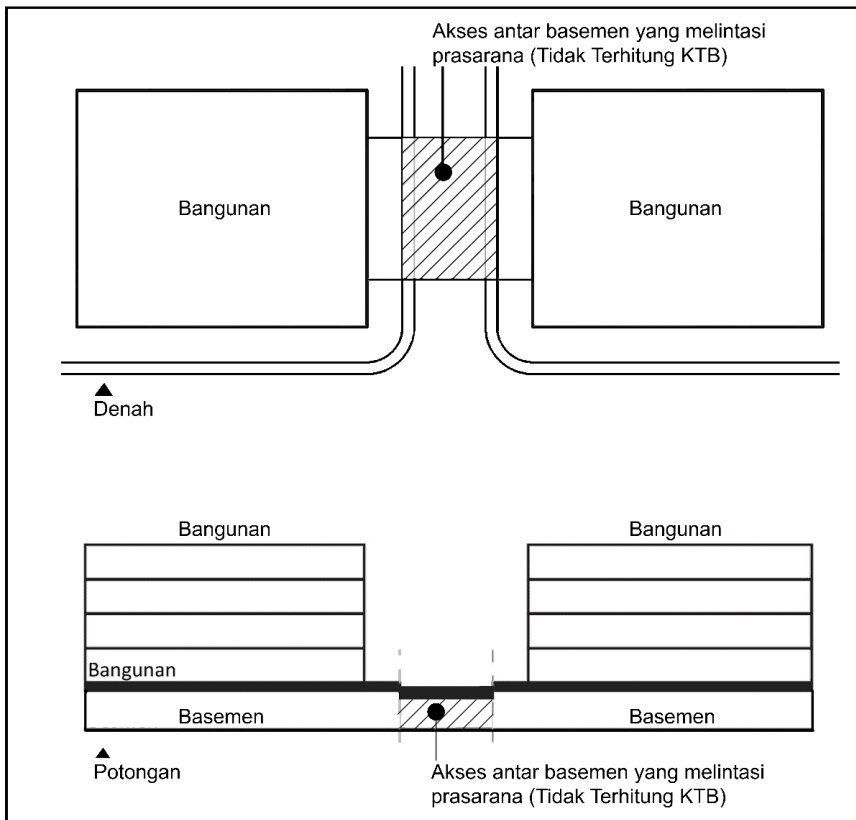 Akses antar basemen yang melintasi
prasarana (Tidak Terhitung KTB)
Bangunan
Bangunan
Denah
Bangunan
Bangunan
Bangunan
Basemen
Basemen
Potongan
Akses antar basemen yang melintasi
prasarana (Tidak Terhitung KTB)